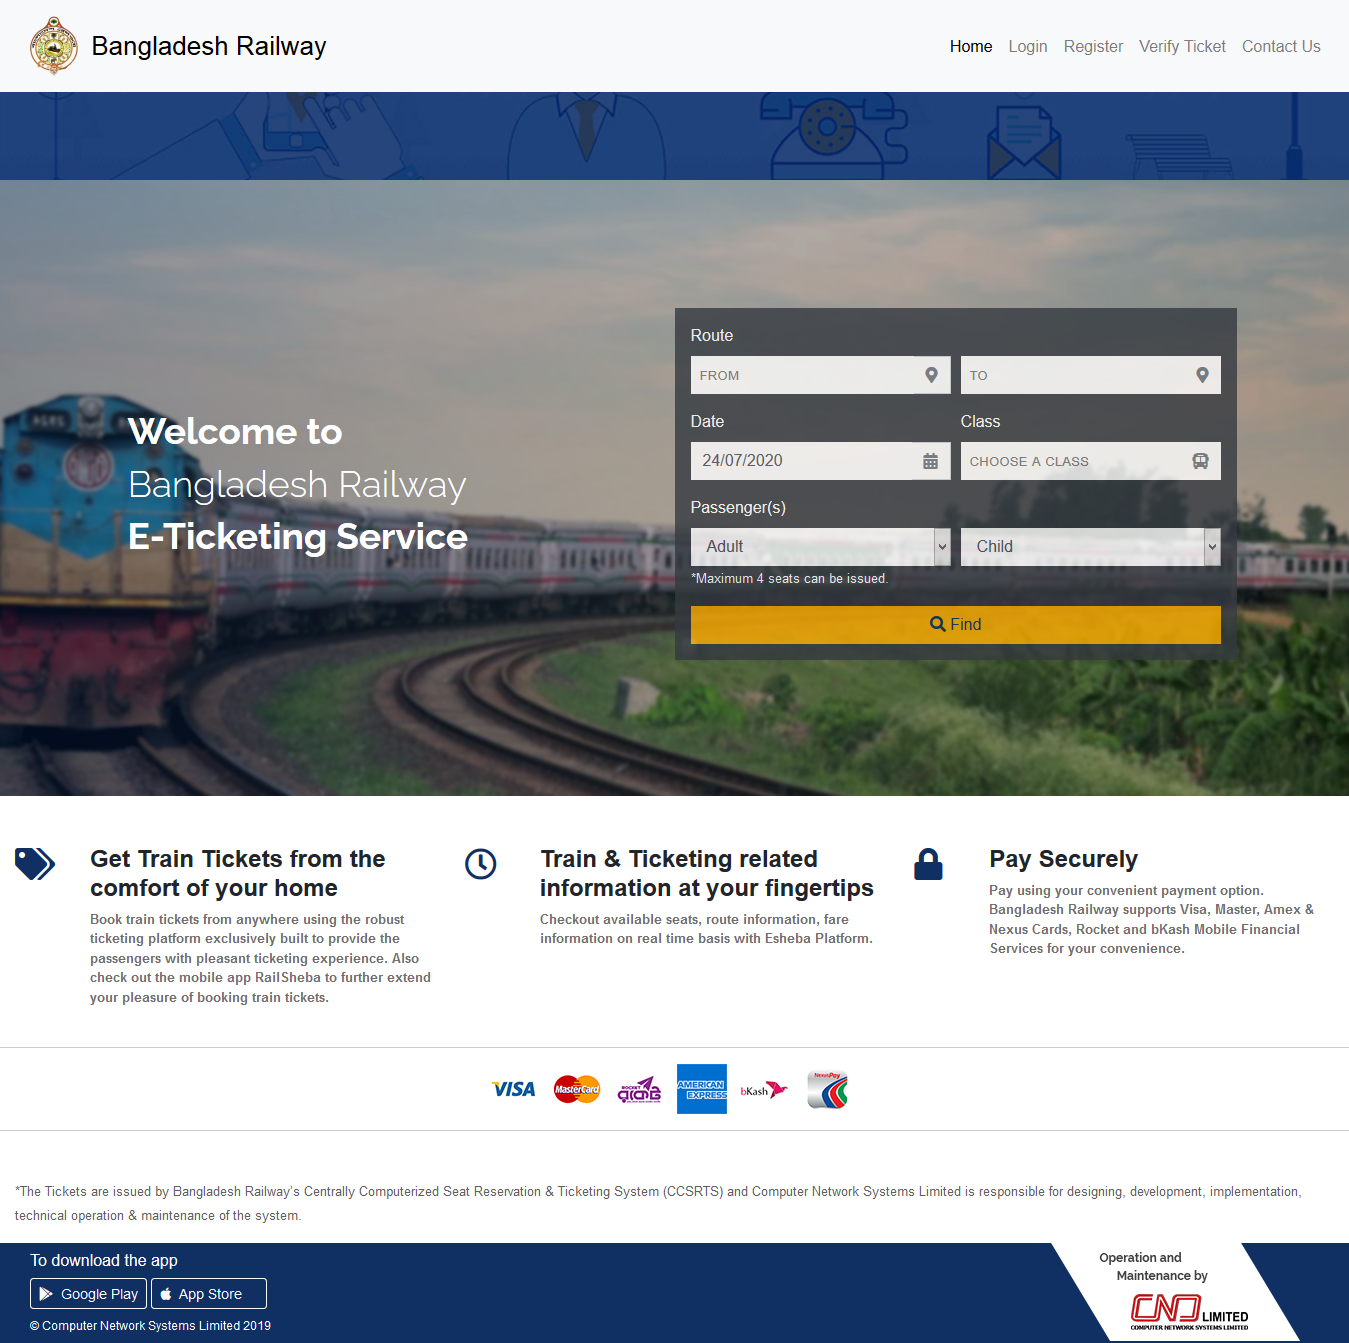 Bangladesh Railway
Home Login Register Verify Ticket Contact Us
Welcome to
Bangladesh Railway
E-Ticketing Service
Route
FROM TO
Date Class
24/07/2020 CHOOSE A CLASS
Passenger(s)
Adult Child
*Maximum 4 seats can be issued.
Find
Get Train Tickets from the
comfort of your home
Book train tickets from anywhere using the robust
ticketing platform exclusively built to provide the
passengers with pleasant ticketing experience. Also
check out the mobile app RailSheba to further extend
your pleasure of booking train tickets.
Train & Ticketing related
information at your fingertips
Checkout available seats, route information, fare
information on real time basis with Esheba Platform.
Pay Securely
Pay using your convenient payment option.
Bangladesh Railway supports Visa, Master, Amex &
Nexus Cards, Rocket and bKash Mobile Financial
Services for your convenience.
VISA MasterCard ROCKET রকেট AMERICAN EXPRESS bKash NexusPay
*The Tickets are issued by Bangladesh Railway's Centrally Computerized Seat Reservation & Ticketing System (CCSRTS) and Computer Network Systems Limited is responsible for designing, development, implementation,
technical operation & maintenance of the system.
To download the app
Google Play App Store
© Computer Network Systems Limited 2019
Operation and
Maintenance by
LIMITED
COMPUTER NETWORK SYSTEMS LIMITED